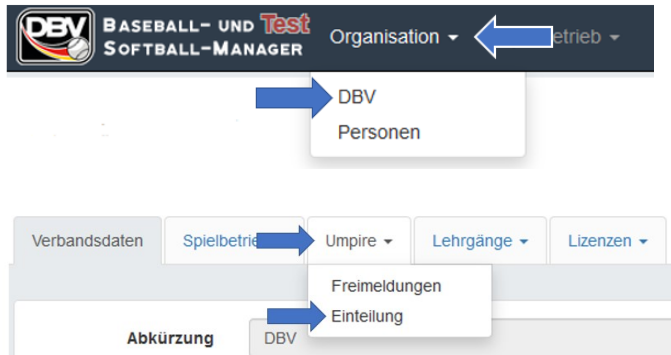 DBV BASEBALL- UND Test
SOFTBALL-MANAGER
Organisation etrieb
DBV
Personen
Verbandsdaten Spielbetrie Umpire Lehrgänge Lizenzen
Freimeldungen
Einteilung
Abkürzung DBV